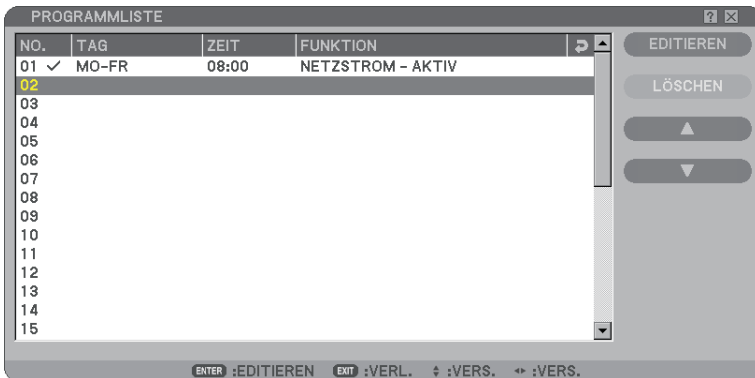 PROGRAMMLISTE
NO. TAG ZEIT FUNKTION
EDITIEREN
01 ✓ MO-FR 08:00 NETZSTROM - AKTIV
02
LÖSCHEN
03
04
05
06
07
08
09
10
11
12
13
14
15
ENTER :EDITIEREN EXIT :VERL. :VERS. :VERS.